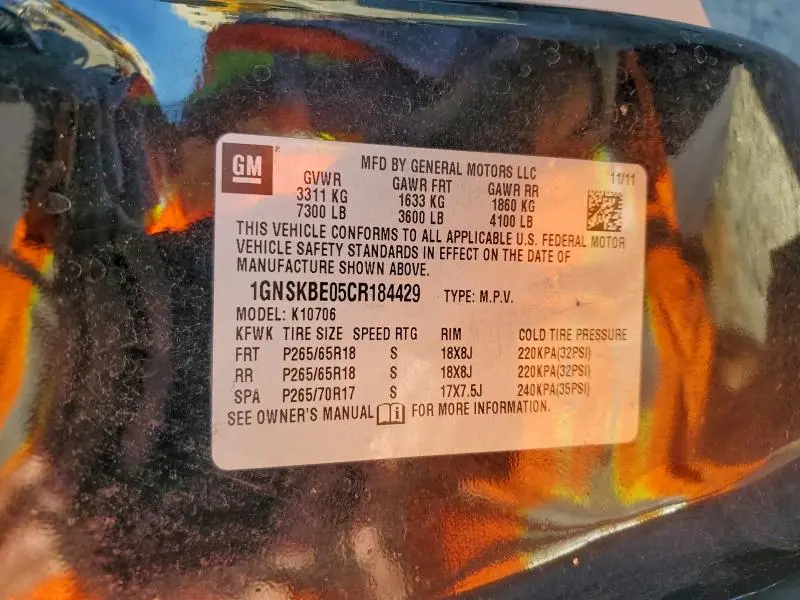 GM
MFD BY GENERAL MOTORS LLC
11/11
GVWR GAWR FRT GAWR RR
3311 KG 1633 KG 1860 KG
7300 LB 3600 LB 4100 LB
THIS VEHICLE CONFORMS TO ALL APPLICABLE U.S. FEDERAL MOTOR
VEHICLE SAFETY STANDARDS IN EFFECT ON THE DATE OF
MANUFACTURE SHOWN ABOVE.
1GNSKBE05CR184429 TYPE: M.P.V.
MODEL: K10706
KFWK TIRE SIZE SPEED RTG RIM COLD TIRE PRESSURE
FRT P265/65R18 S 18X8J 220KPA(32PSI)
RR P265/65R18 S 18X8J 220KPA(32PSI)
SPA P265/70R17 S 17X7.5J 240KPA(35PSI)
SEE OWNER'S MANUAL FOR MORE INFORMATION.